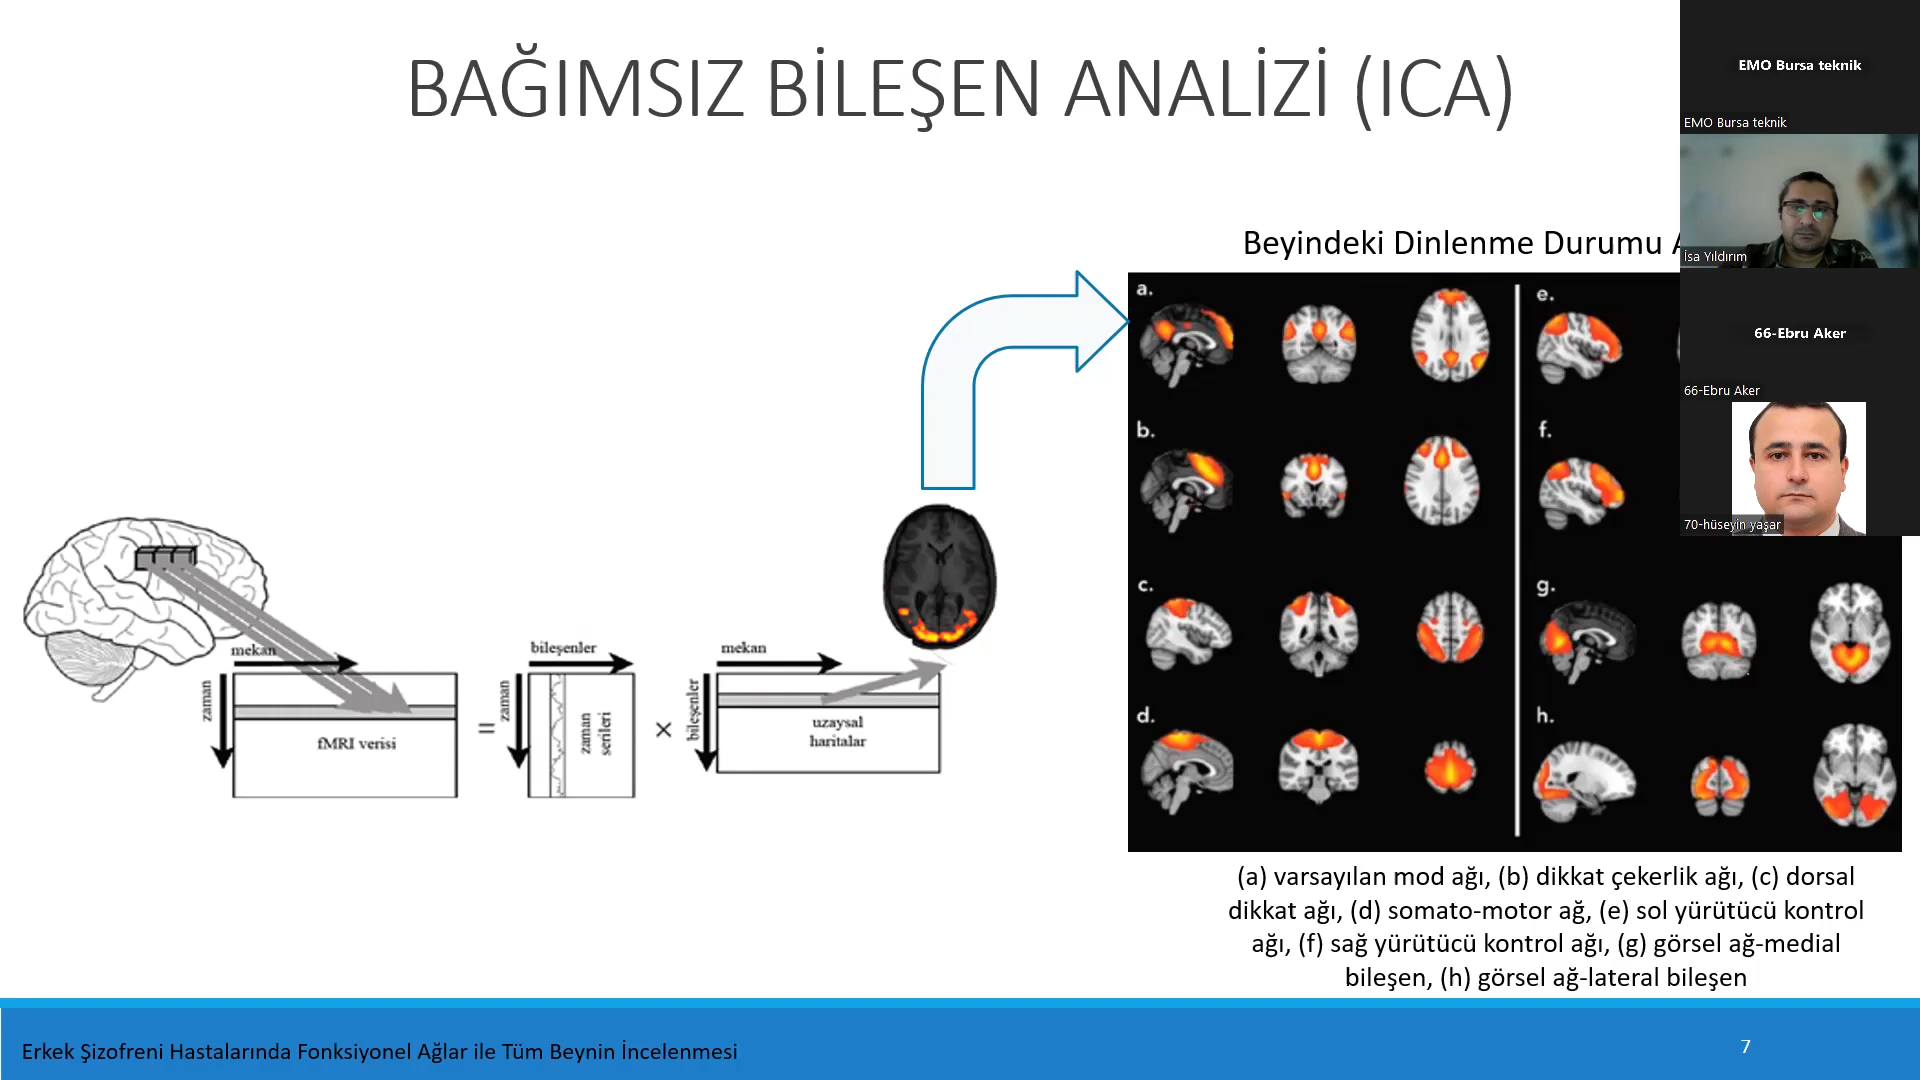 BAĞIMSIZ BİLEŞEN ANALİZİ (ICA)
EMO Bursa teknik
EMO Bursa teknik
İsa Yıldırım
66-Ebru Aker
66-Ebru Aker
70-hüseyin yaşar
Beyindeki Dinlenme Durumu
a.
e.
b.
f.
c.
g.
d.
h.
mekan
zaman
fMRI verisi
=
bileşenler
zaman
zaman
serileri
×
mekan
bileşenler
uzaysal
haritalar
(a) varsayılan mod ağı, (b) dikkat çekerlik ağı, (c) dorsal
dikkat ağı, (d) somato-motor ağ, (e) sol yürütücü kontrol
ağı, (f) sağ yürütücü kontrol ağı, (g) görsel ağ-medial
bileşen, (h) görsel ağ-lateral bileşen
Erkek Şizofreni Hastalarında Fonksiyonel Ağlar ile Tüm Beynin İncelenmesi
7